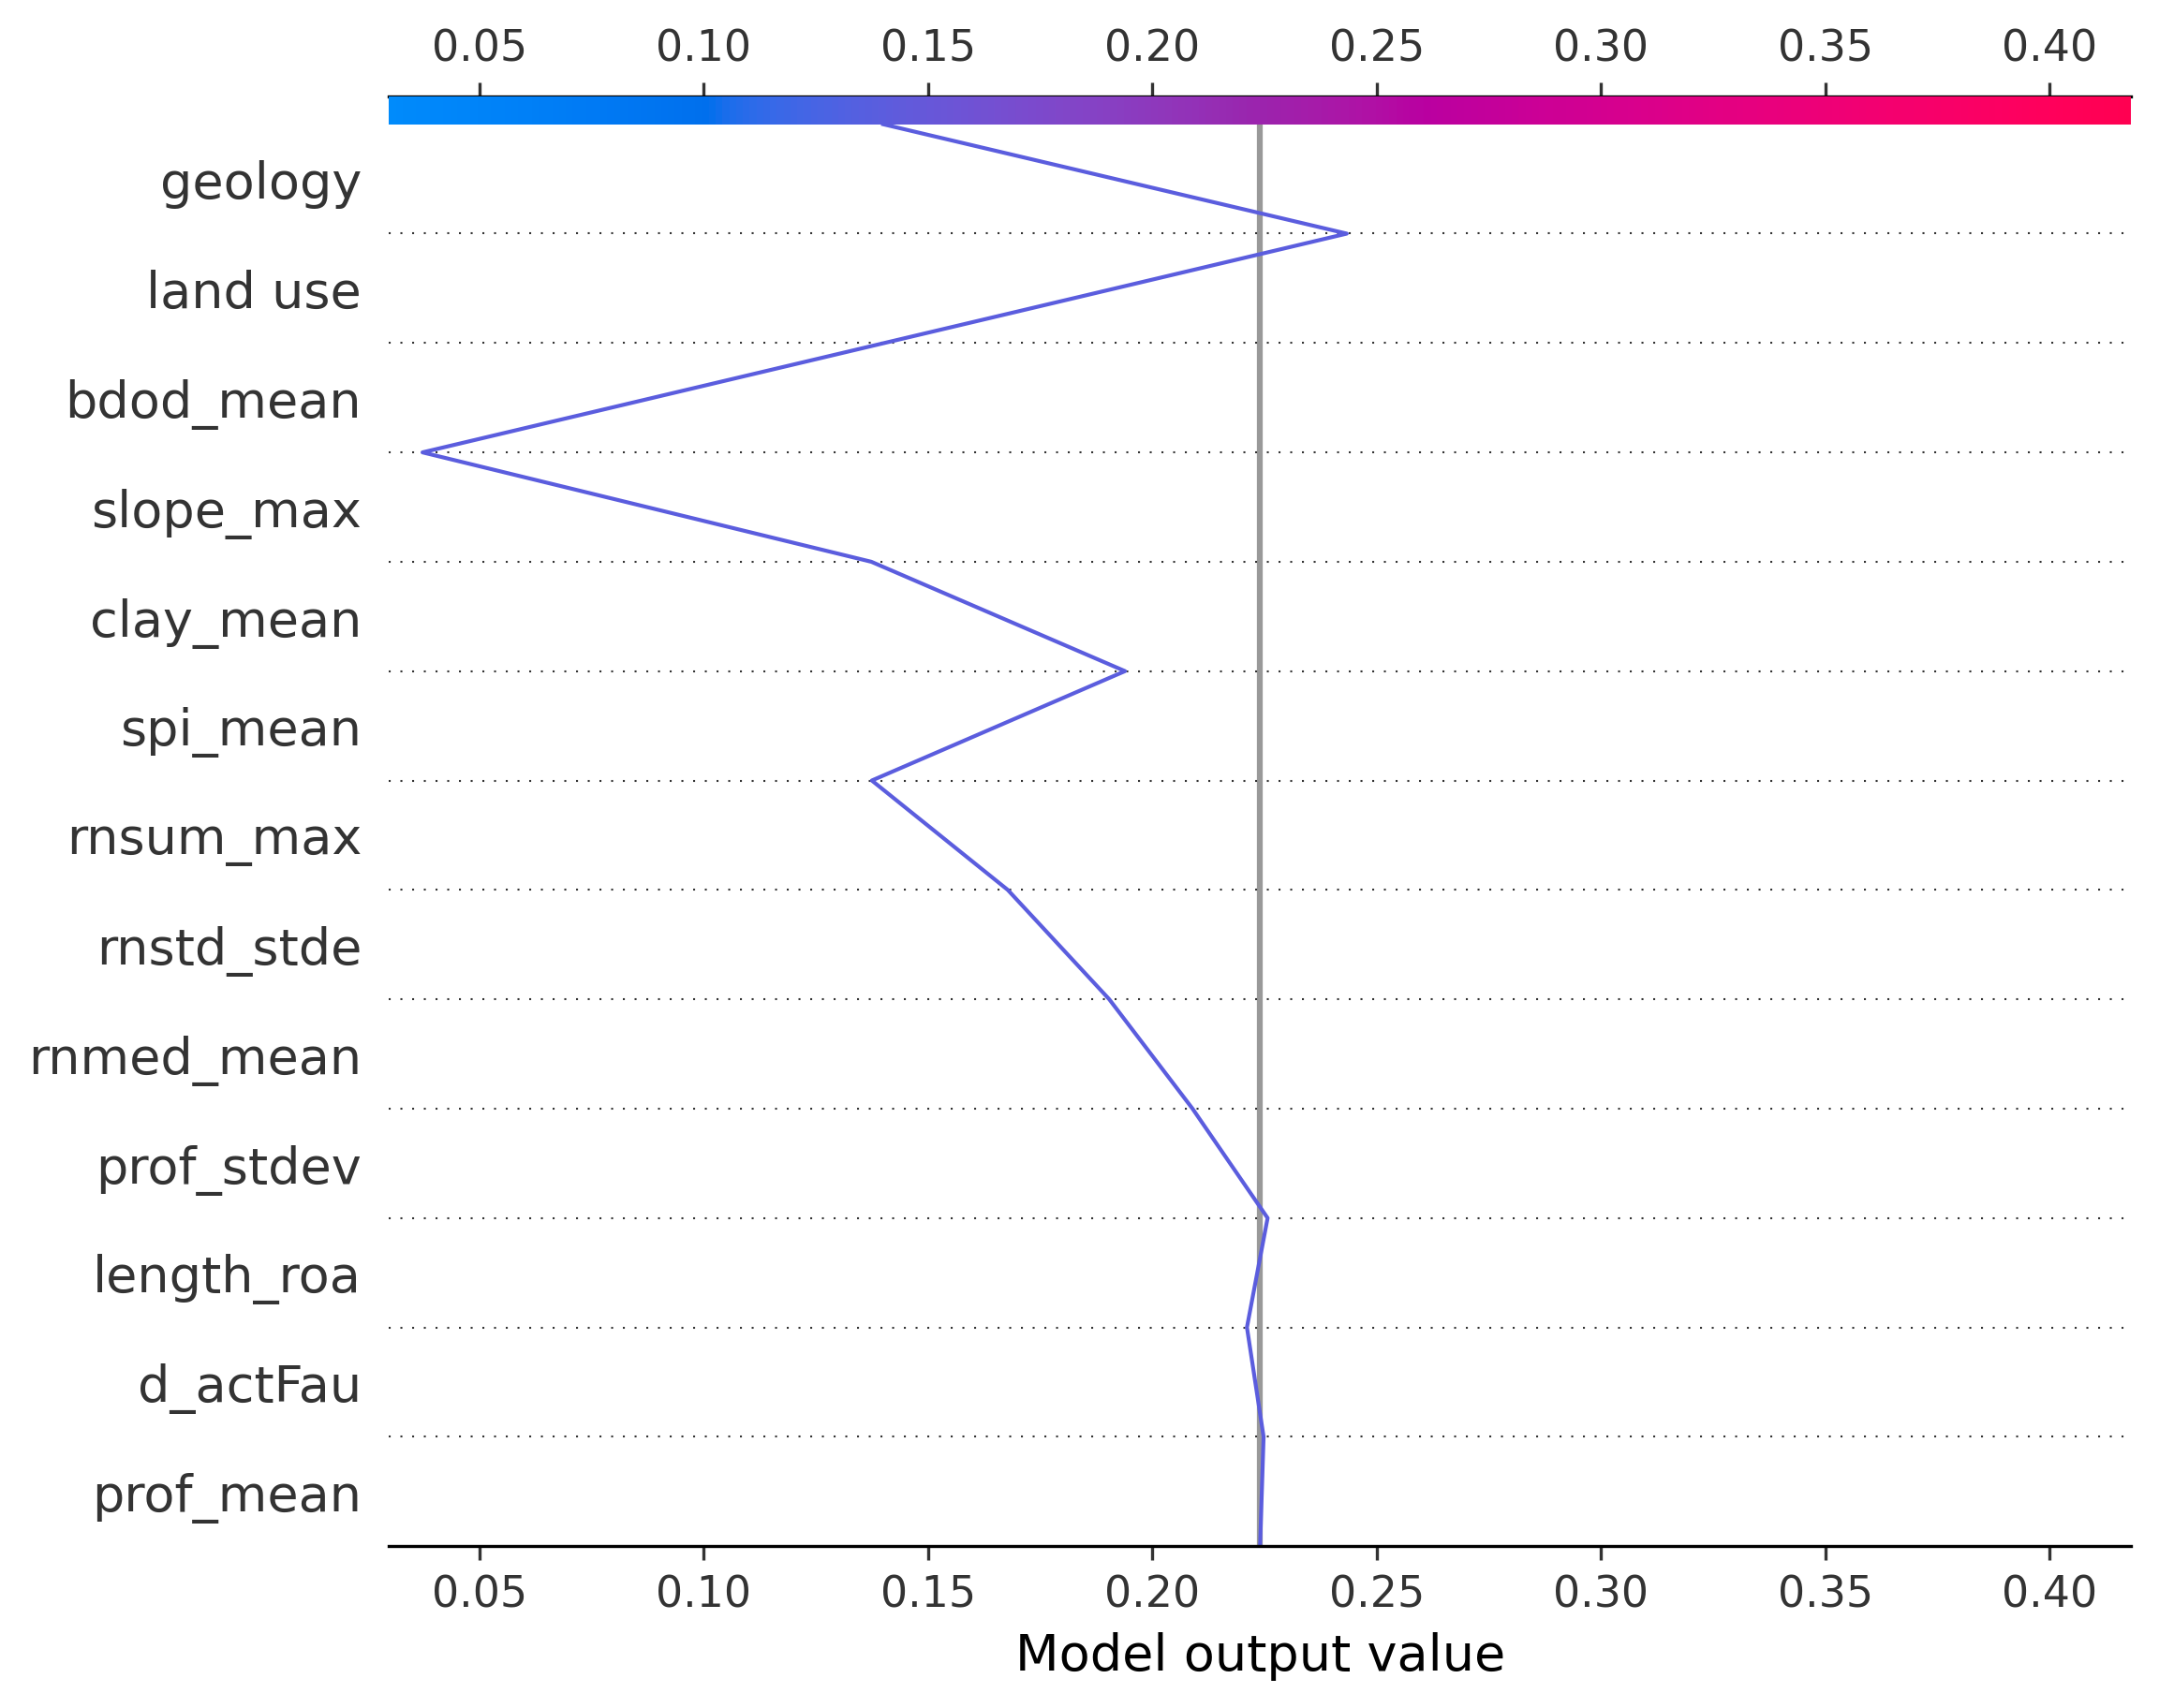 0.05 0.10 0.15 0.20 0.25 0.30 0.35 0.40
geology
land use
bdod_mean
slope_max
clay_mean
spi_mean
rnsum_max
rnstd_stde
rnmed_mean
prof_stdev
length_roa
d_actFau
prof_mean
0.05 0.10 0.15 0.20 0.25 0.30 0.35 0.40
Model output value